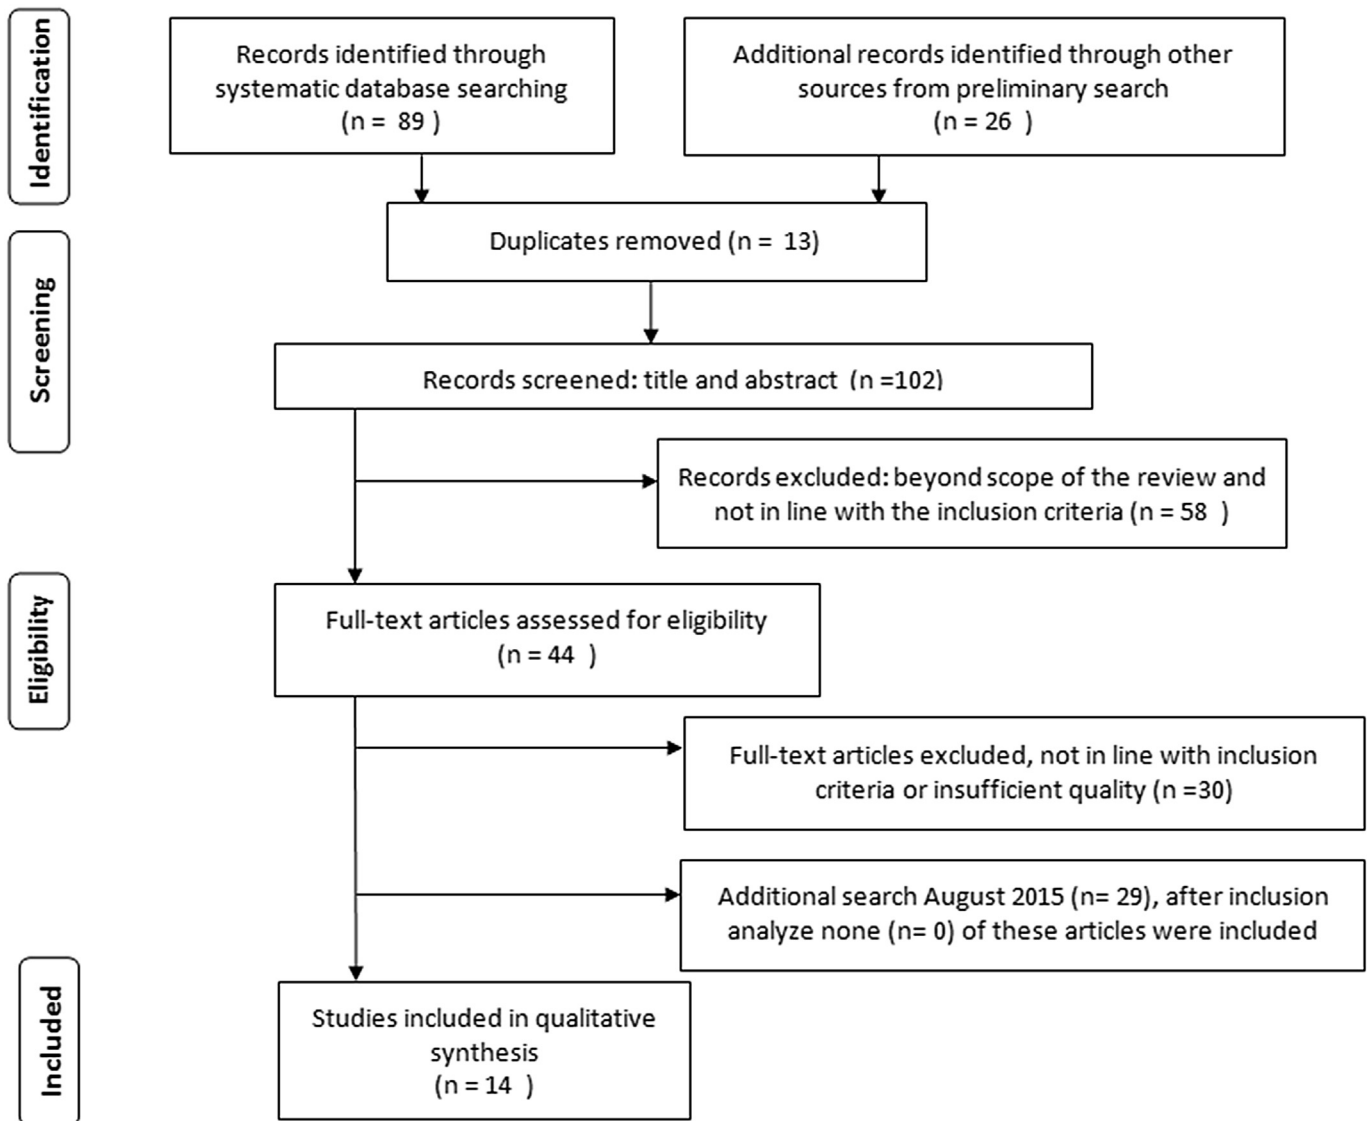 Identification
Records identified through
systematic database searching
(n = 89 )
Additional records identified through other
sources from preliminary search
(n = 26 )
Duplicates removed (n = 13)
Screening
Records screened: title and abstract (n =102)
Records excluded: beyond scope of the review and
not in line with the inclusion criteria (n = 58 )
Eligibility
Full-text articles assessed for eligibility
(n = 44 )
Full-text articles excluded, not in line with inclusion
criteria or insufficient quality (n =30)
Additional search August 2015 (n= 29), after inclusion
analyze none (n= 0) of these articles were included
Included
Studies included in qualitative
synthesis
(n = 14 )